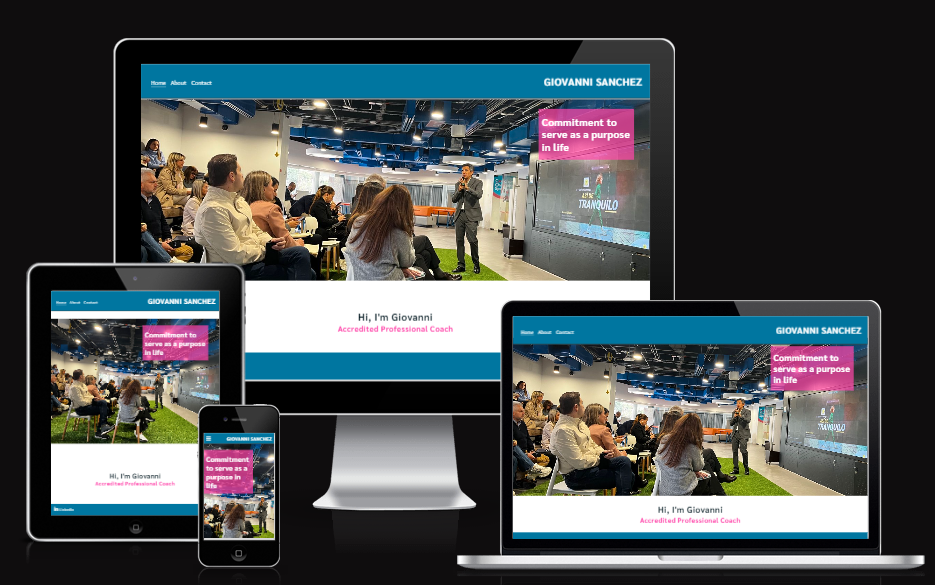 Home About Contact
GIOVANNI SANCHEZ
Commitment to
serve as a purpose
in life
TRANQUILO
Hi, I'm Giovanni
Accredited Professional Coach
Home About Contact
GIOVANNI SANCHEZ
Commitment to
serve as a purpose
in life
Hi, I'm Giovanni
Accredited Professional Coach
LinkedIn
GIOVANNI SANCHEZ
Commitment to
serve as a
purpose in
life
Home About Contact
GIOVANNI SANCHEZ
Commitment to
serve as a purpose
in life
TRANQUILO
Hi, I'm Giovanni
Accredited Professional Coach